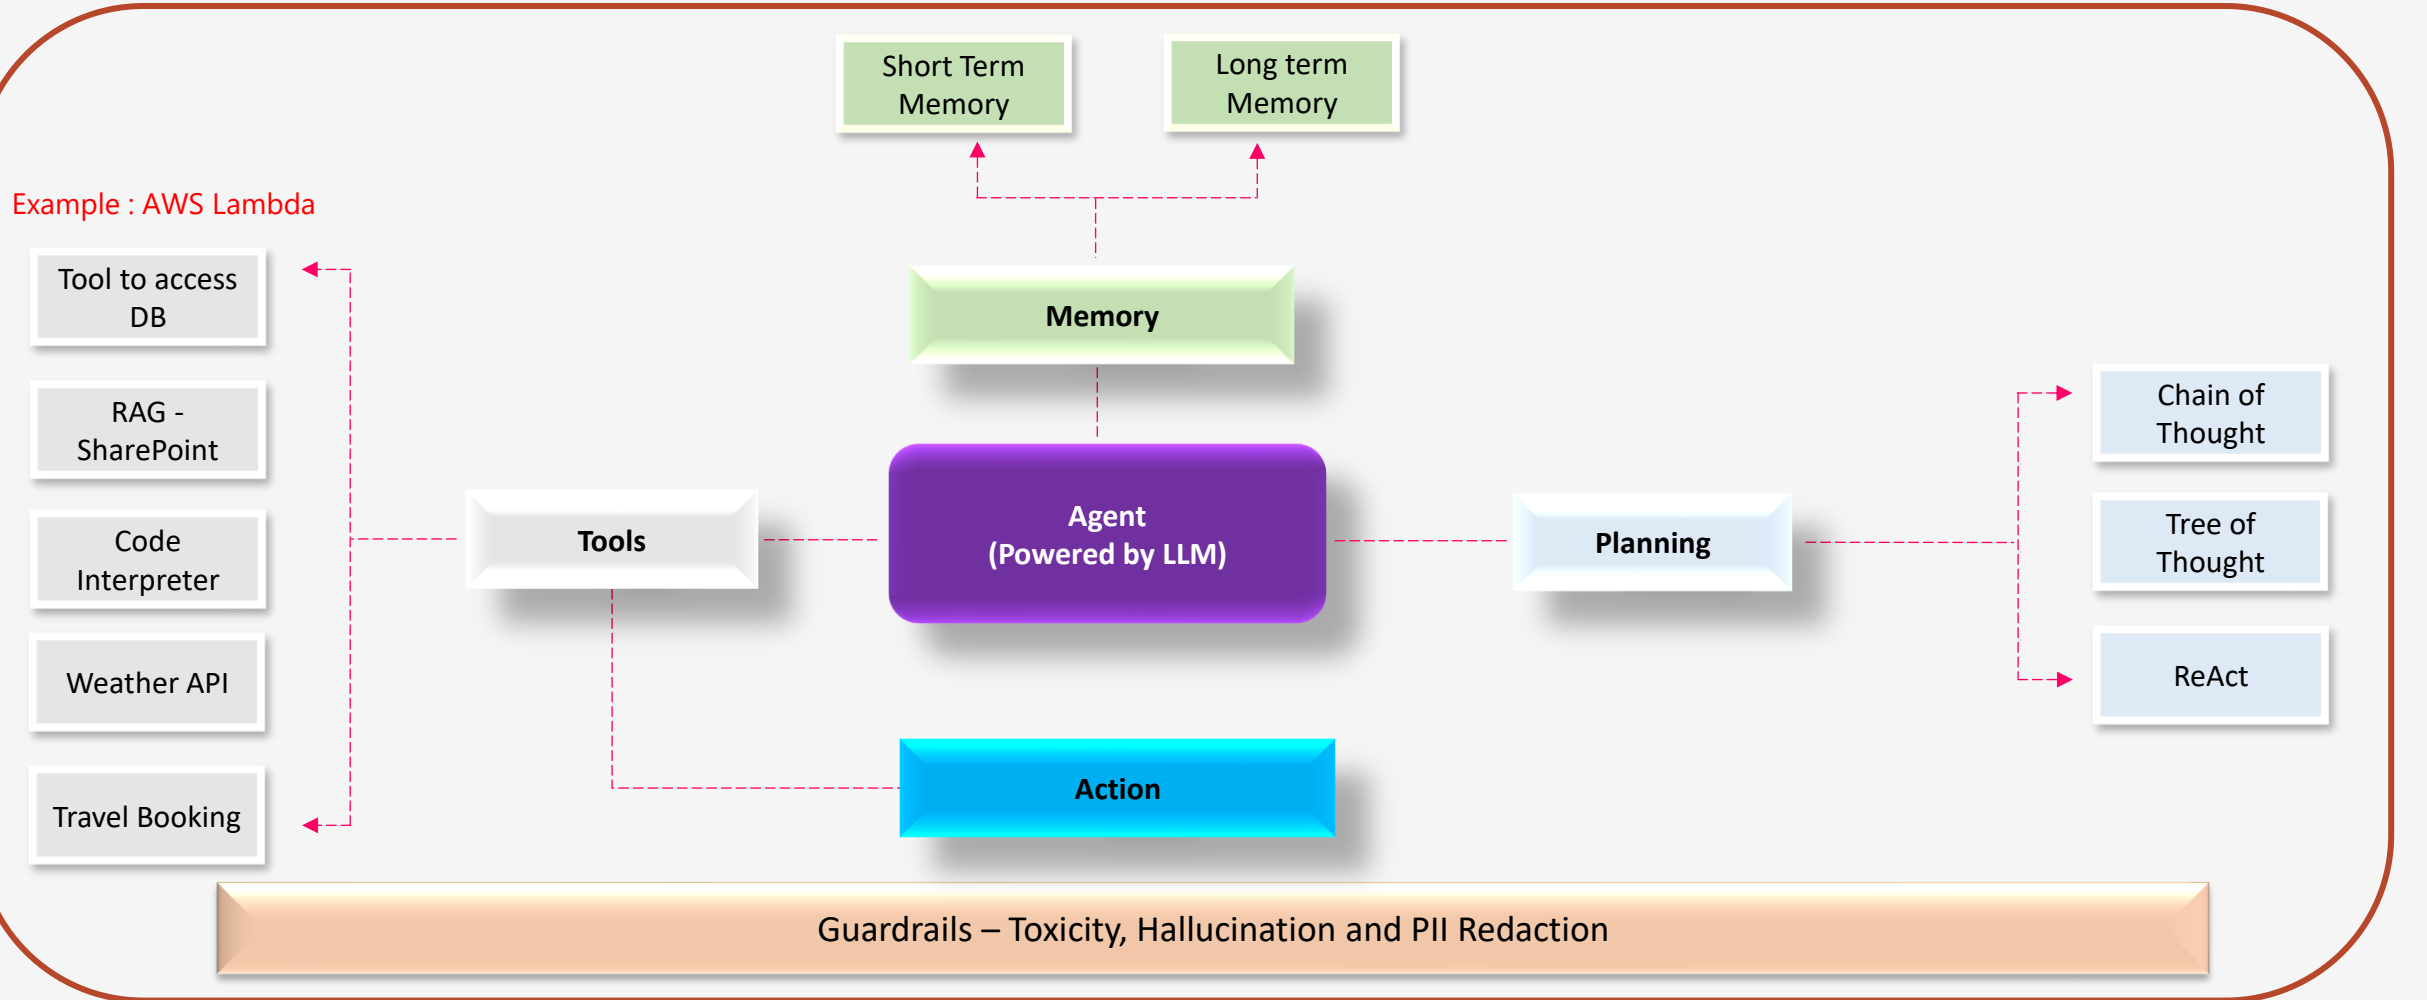 Short Term
Memory
Long term
Memory
Example : AWS Lambda
Tool to access
DB
Memory
RAG -
SharePoint
Chain of
Thought
Code
Interpreter
Tools
Agent
(Powered by LLM)
Planning
Tree of
Thought
Weather API
ReAct
Travel Booking
Action
Guardrails – Toxicity, Hallucination and PII Redaction